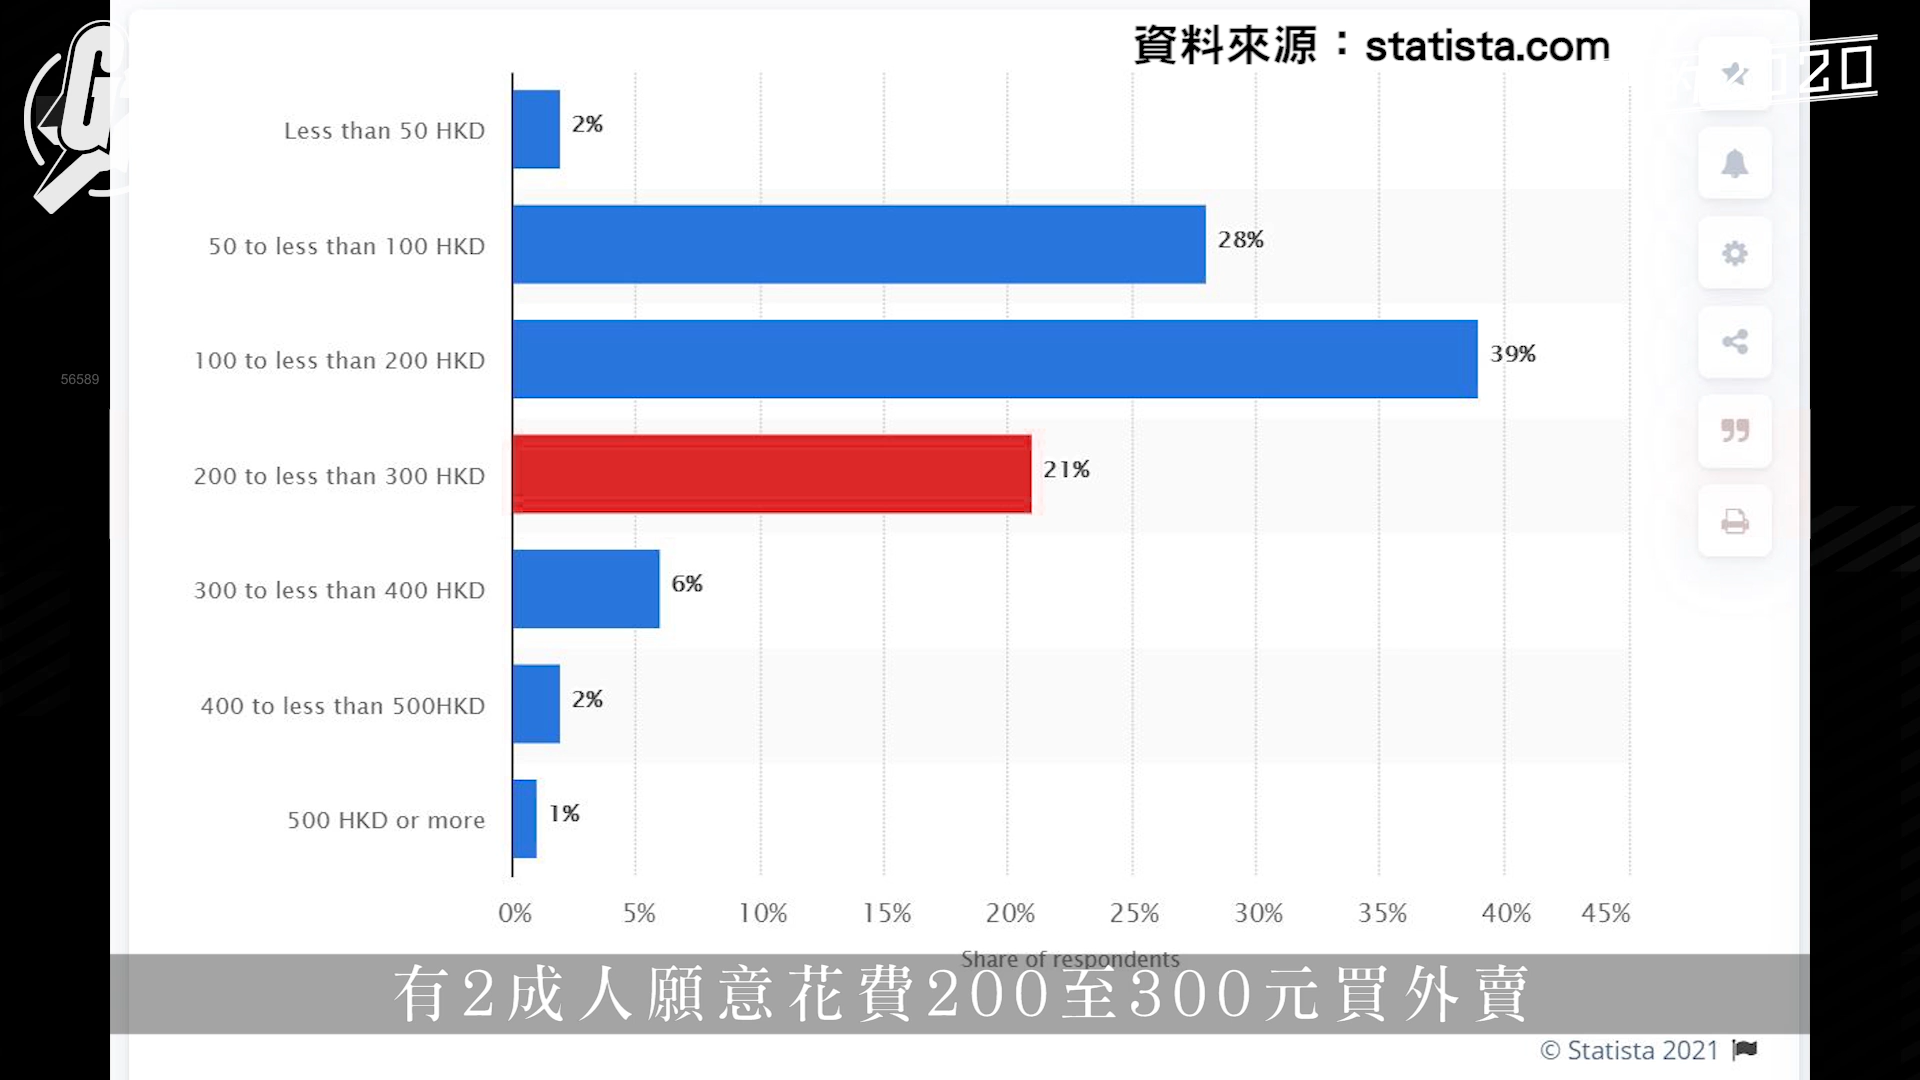 資料來源：statista.com
Less than 50 HKD
2%
50 to less than 100 HKD
28%
100 to less than 200 HKD
39%
56589
200 to less than 300 HKD
21%
300 to less than 400 HKD
6%
400 to less than 500HKD
2%
500 HKD or more
1%
0% 5% 10% 15% 20% 25% 30% 35% 40% 45%
Share of respondents
有2成人願意花費200至300元買外賣
© Statista 2021